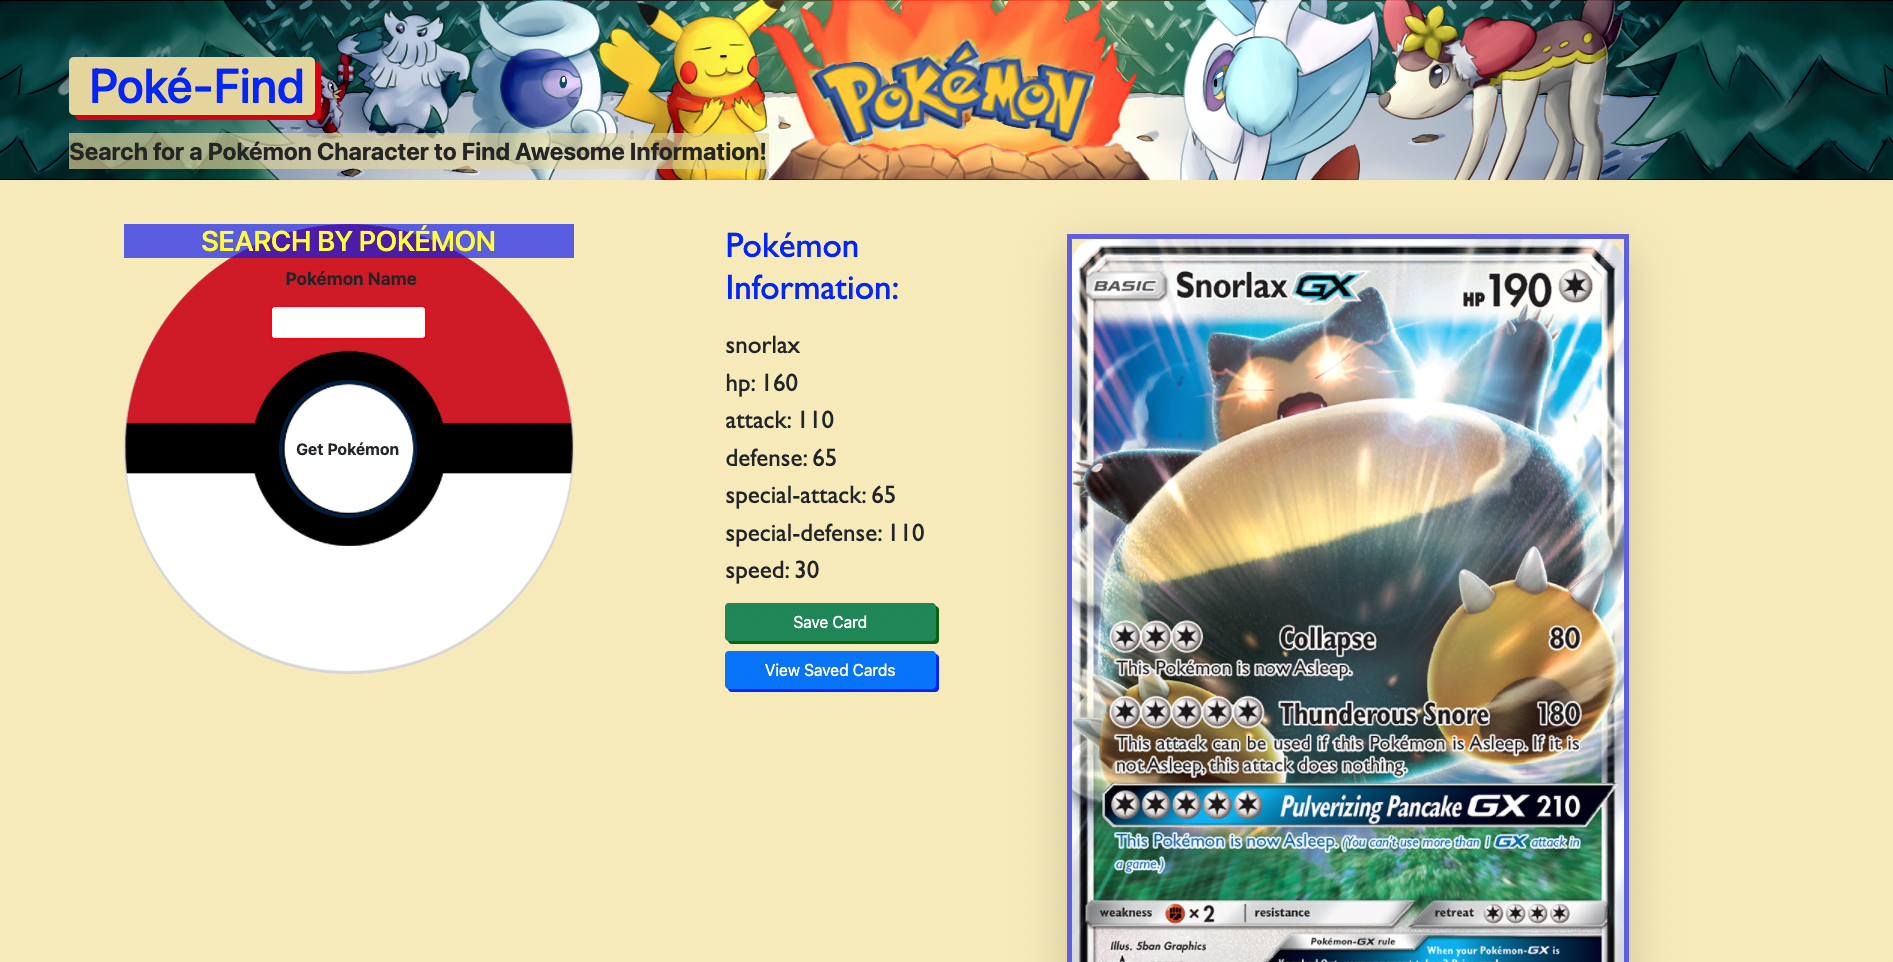 Poké-Find
POKéMON
Search for a Pokémon Character to Find Awesome Information!
SEARCH BY POKÉMON
Pokémon Name
Get Pokémon
Pokémon
Information:
snorlax
hp: 160
attack: 110
defense: 65
special-attack: 65
special-defense: 110
speed: 30
Save Card
View Saved Cards
BASIC Snorlax GX HP 190
Collapse 80
This Pokémon is now Asleep.
Thunderous Snore 180
This attack can be used if this Pokémon is Asleep. If it is
not Asleep, this attack does nothing.
Pulverizing Pancake GX 210
This Pokémon is now Asleep. (You can't use more than 1 GX attack in
a game.)
weakness × 2 resistance retreat
Illus. 5ban Graphics
Pokémon-GX rule
When your Pokémon-GX is